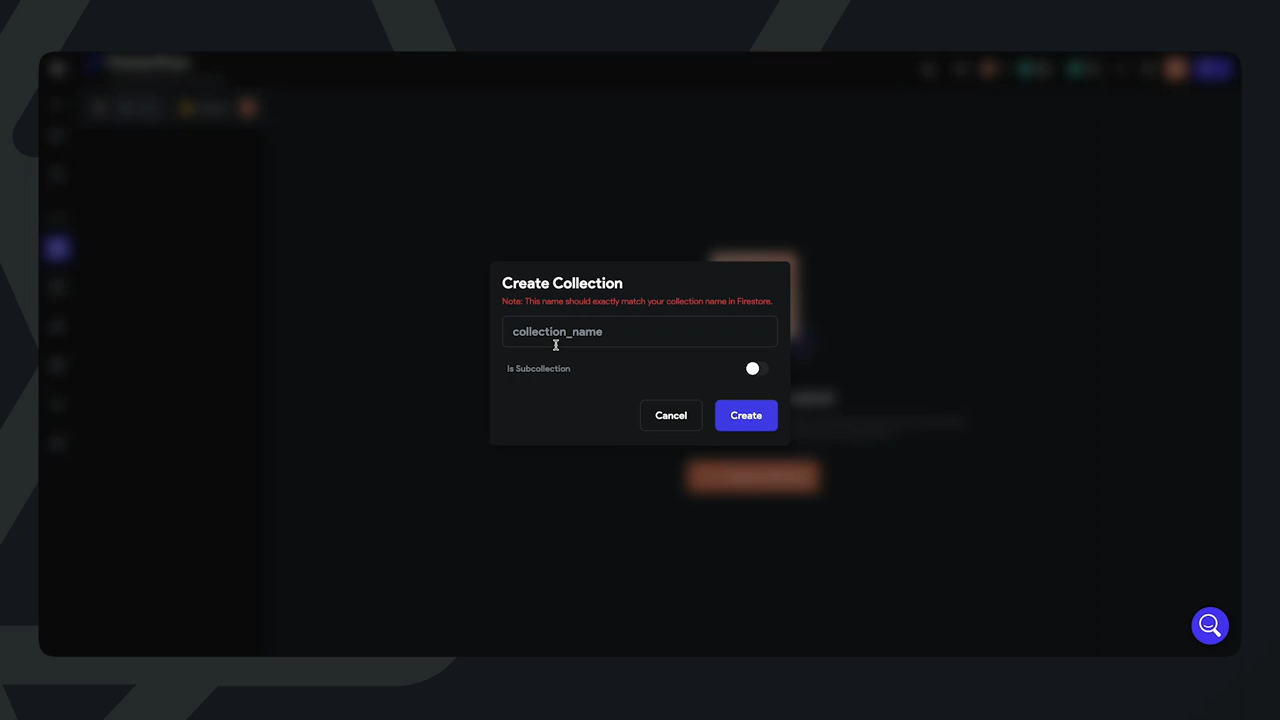 Create Collection
Note: This name should exactly match your collection name in Firestore.
collection_name
Is Subcollection
Cancel
Create